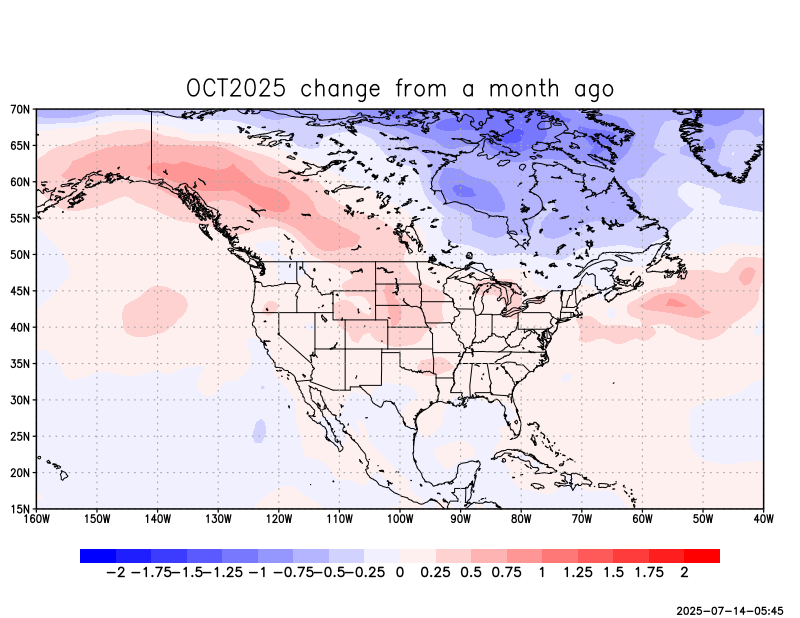 OCT2025 change from a month ago
70N
65N
60N
55N
50N
45N
40N
35N
30N
25N
20N
15N
160W 150W 140W 130W 120W 110W 100W 90W 80W 70W 60W 50W 40W
-2 -1.75 -1.5 -1.25 -1 -0.75 -0.5 -0.25 0 0.25 0.5 0.75 1 1.25 1.5 1.75 2
2025-07-14-05:45